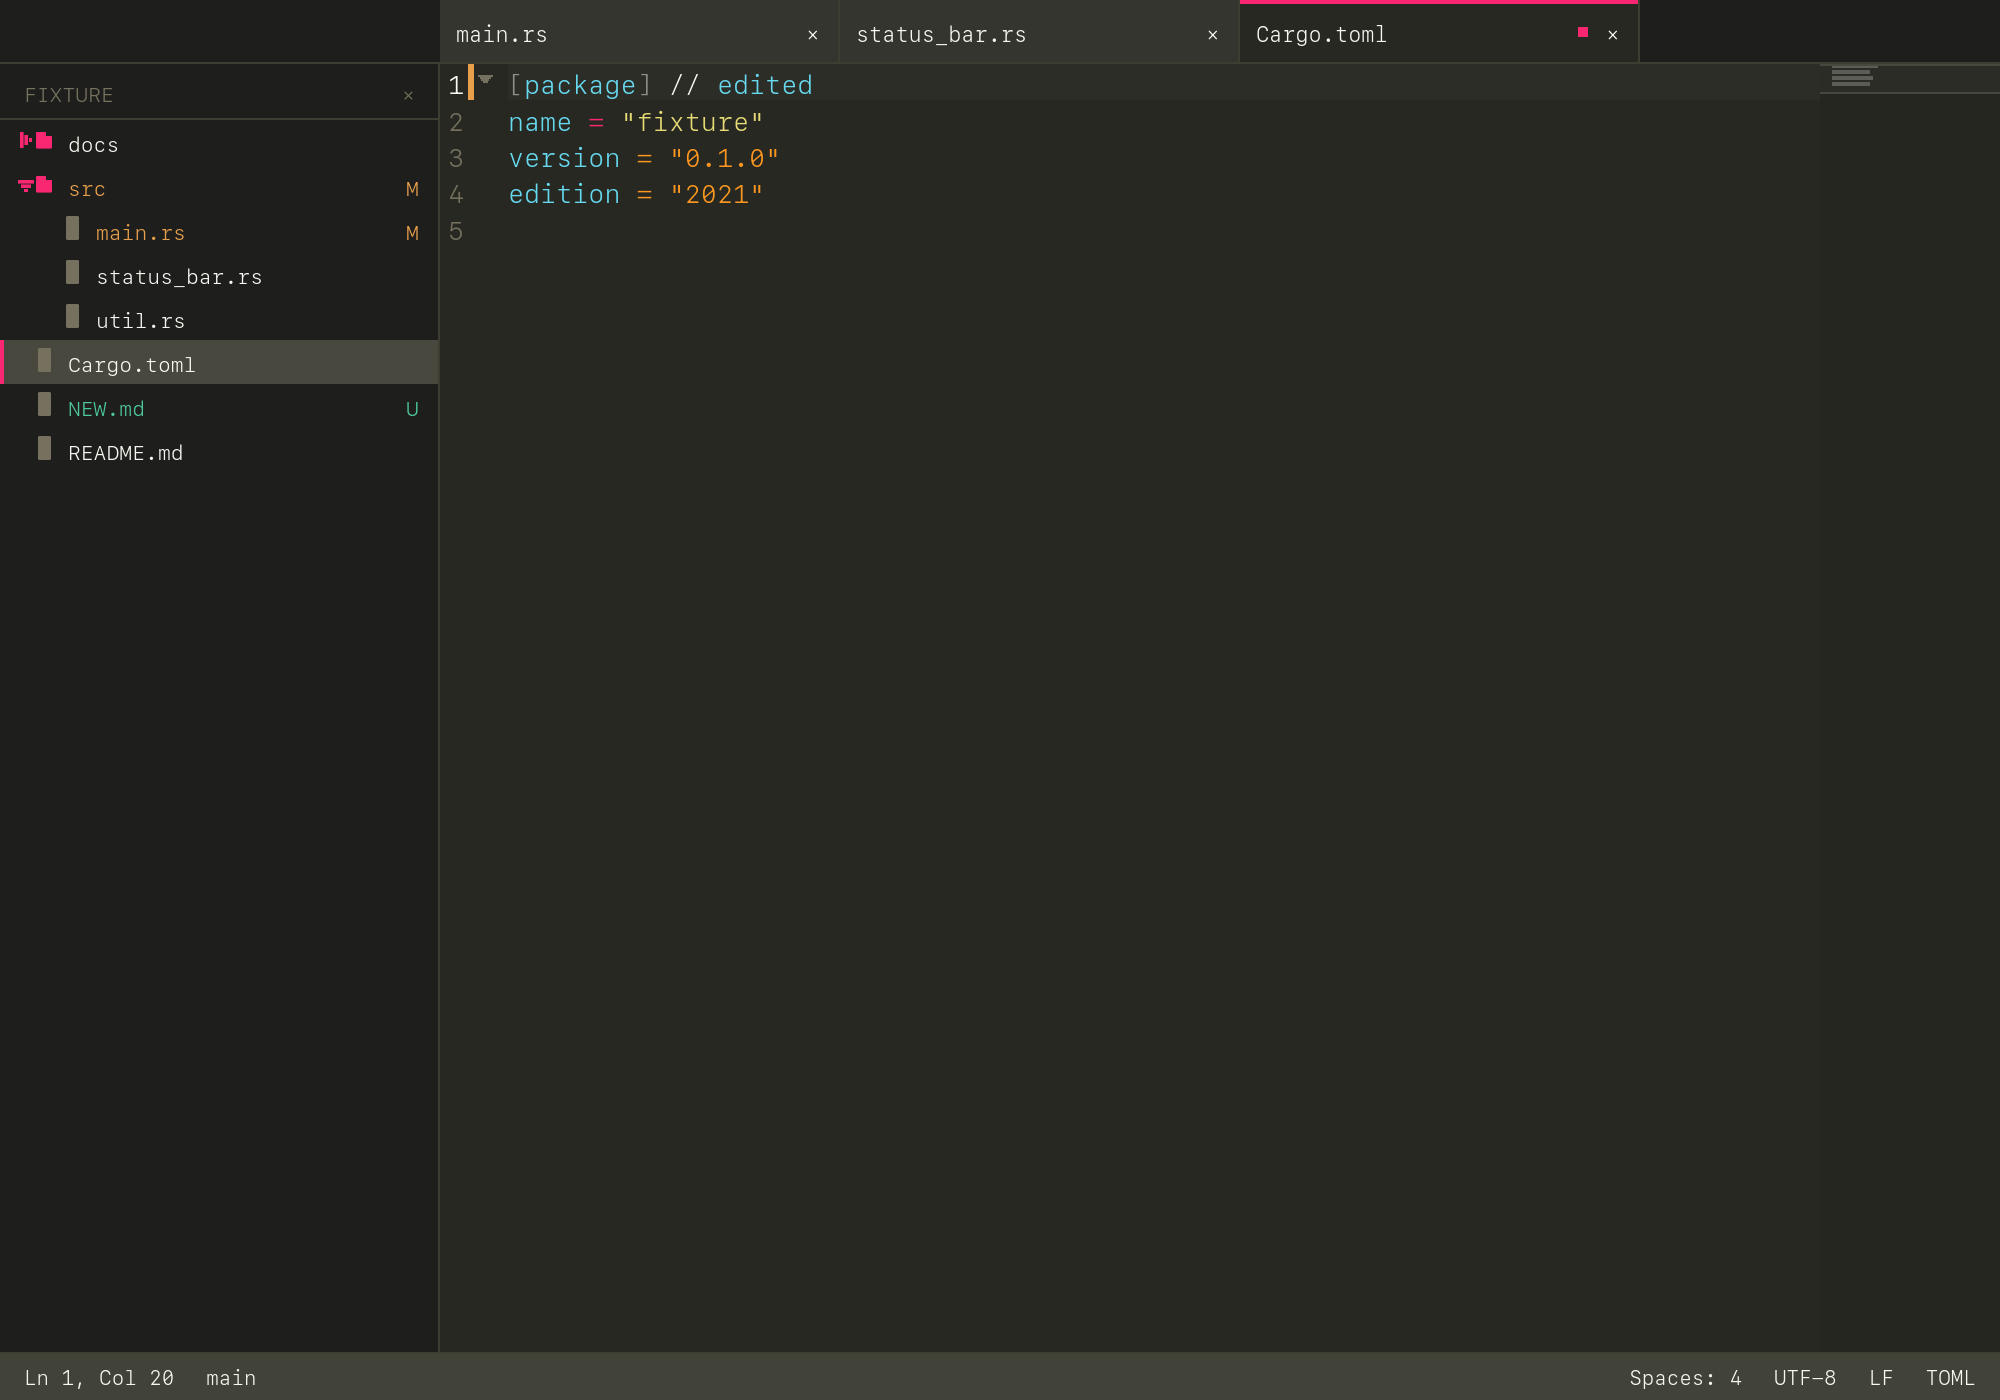 main.rs × status_bar.rs × Cargo.toml ×
FIXTURE ×
docs
src M
main.rs M
status_bar.rs
util.rs
Cargo.toml
NEW.md U
README.md
1 [package] // edited
2 name = "fixture"
3 version = "0.1.0"
4 edition = "2021"
5
Ln 1, Col 20 main Spaces: 4 UTF-8 LF TOML